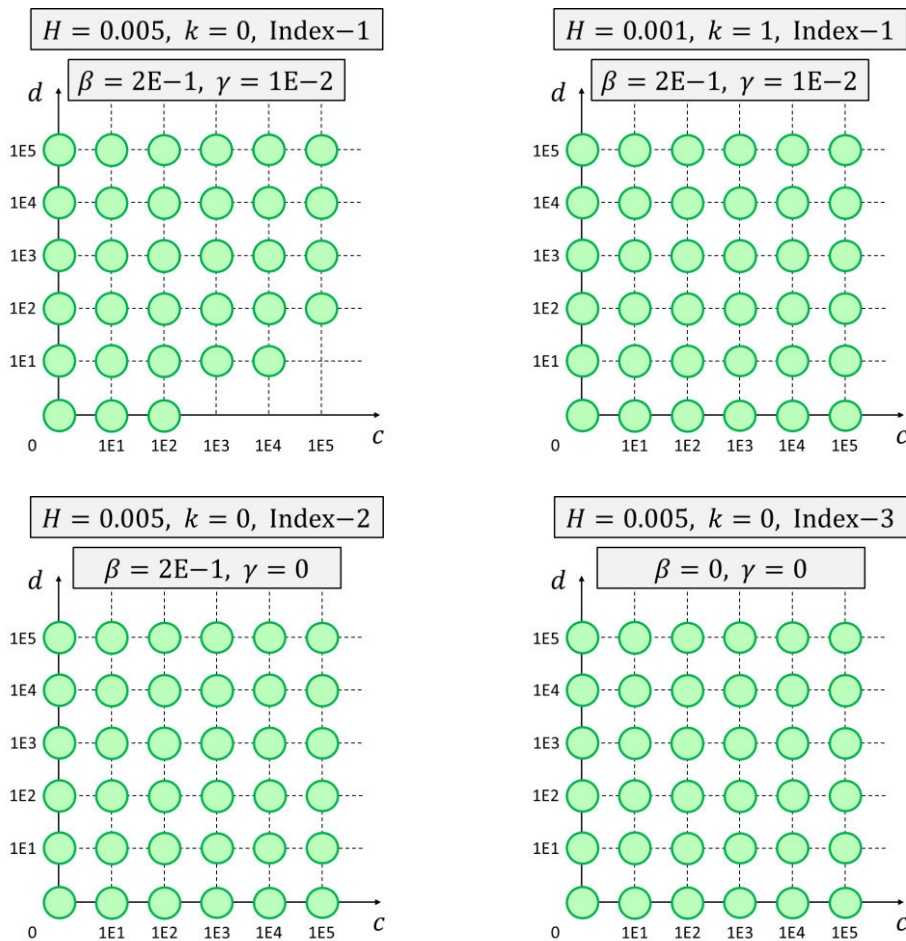 H = 0.005, k = 0, Index−1
β = 2E−1, γ = 1E−2
d
1E5
1E4
1E3
1E2
1E1
0
1E1 1E2 1E3 1E4 1E5
c
H = 0.001, k = 1, Index−1
β = 2E−1, γ = 1E−2
d
1E5
1E4
1E3
1E2
1E1
0
1E1 1E2 1E3 1E4 1E5
c
H = 0.005, k = 0, Index−2
β = 2E−1, γ = 0
d
1E5
1E4
1E3
1E2
1E1
0
1E1 1E2 1E3 1E4 1E5
c
H = 0.005, k = 0, Index−3
β = 0, γ = 0
d
1E5
1E4
1E3
1E2
1E1
0
1E1 1E2 1E3 1E4 1E5
c